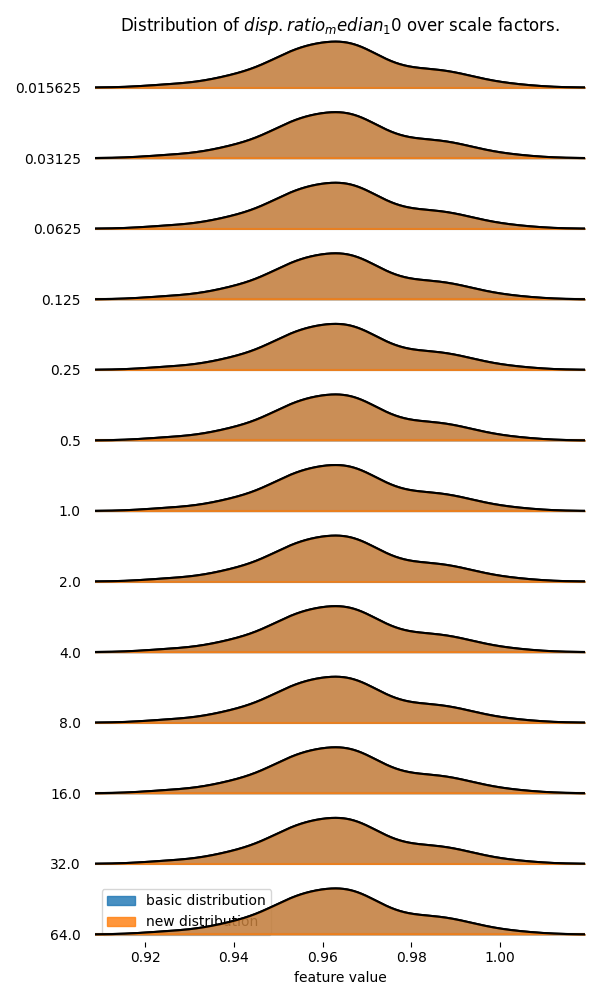 Distribution of disp. ratio_median_10 over scale factors.
0.015625
0.03125
0.0625
0.125
0.25
0.5
1.0
2.0
4.0
8.0
16.0
32.0
basic distribution
new distribution
64.0
0.92 0.94 0.96 0.98 1.00
feature value